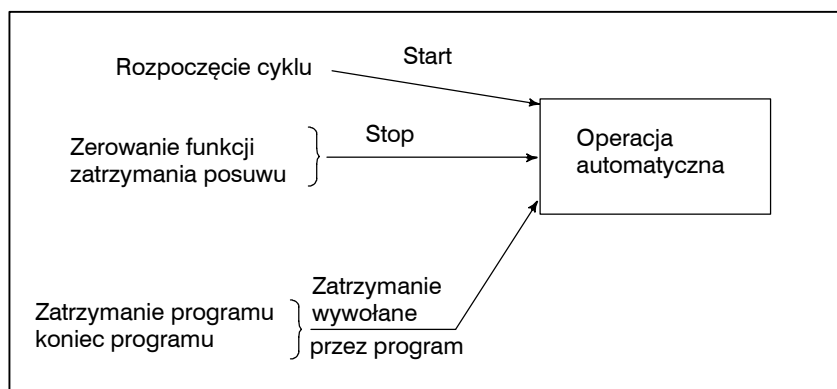 Rozpoczęcie cyklu
Start
Zerowanie funkcji
zatrzymania posuwu
Stop
Operacja
automatyczna
Zatrzymanie programu
koniec programu
Zatrzymanie
wywołane
przez program